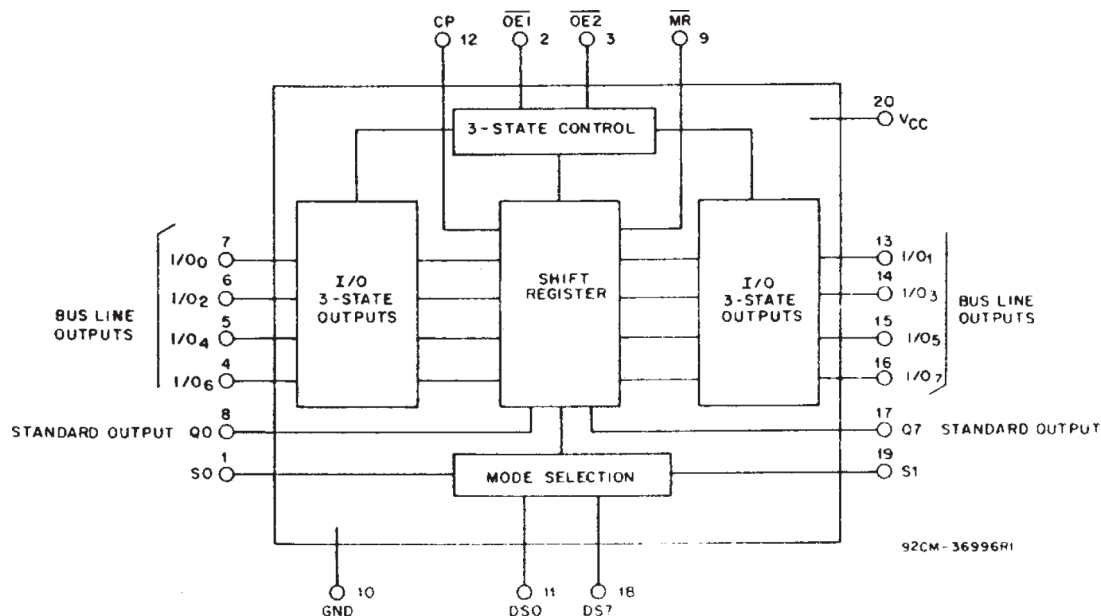 CP OE1 OE2 MR
12 2 3 9
20
VCC
3-STATE CONTROL
7
I/O0
6
I/O2
5
I/O4
4
I/O6
BUS LINE
OUTPUTS
I/O
3-STATE
OUTPUTS
SHIFT
REGISTER
I/O
3-STATE
OUTPUTS
13
I/O1
14
I/O3
15
I/O5
16
I/O7
BUS LINE
OUTPUTS
8
STANDARD OUTPUT Q0
17
Q7 STANDARD OUTPUT
1
S0
MODE SELECTION
19
S1
92CM-36996R1
10
GND
11
DS0
18
DS7